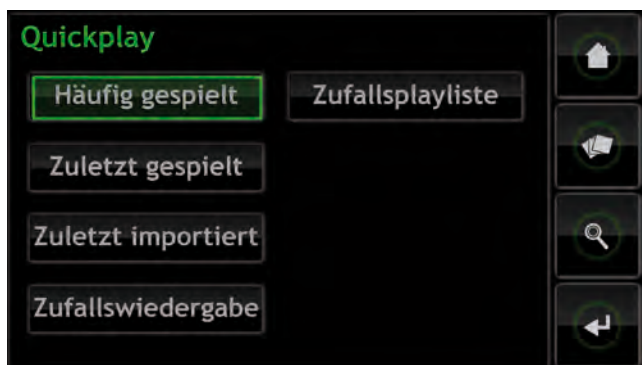 Quickplay
Häufig gespielt
Zufallsplayliste
Zuletzt gespielt
Zuletzt importiert
Zufallswiedergabe